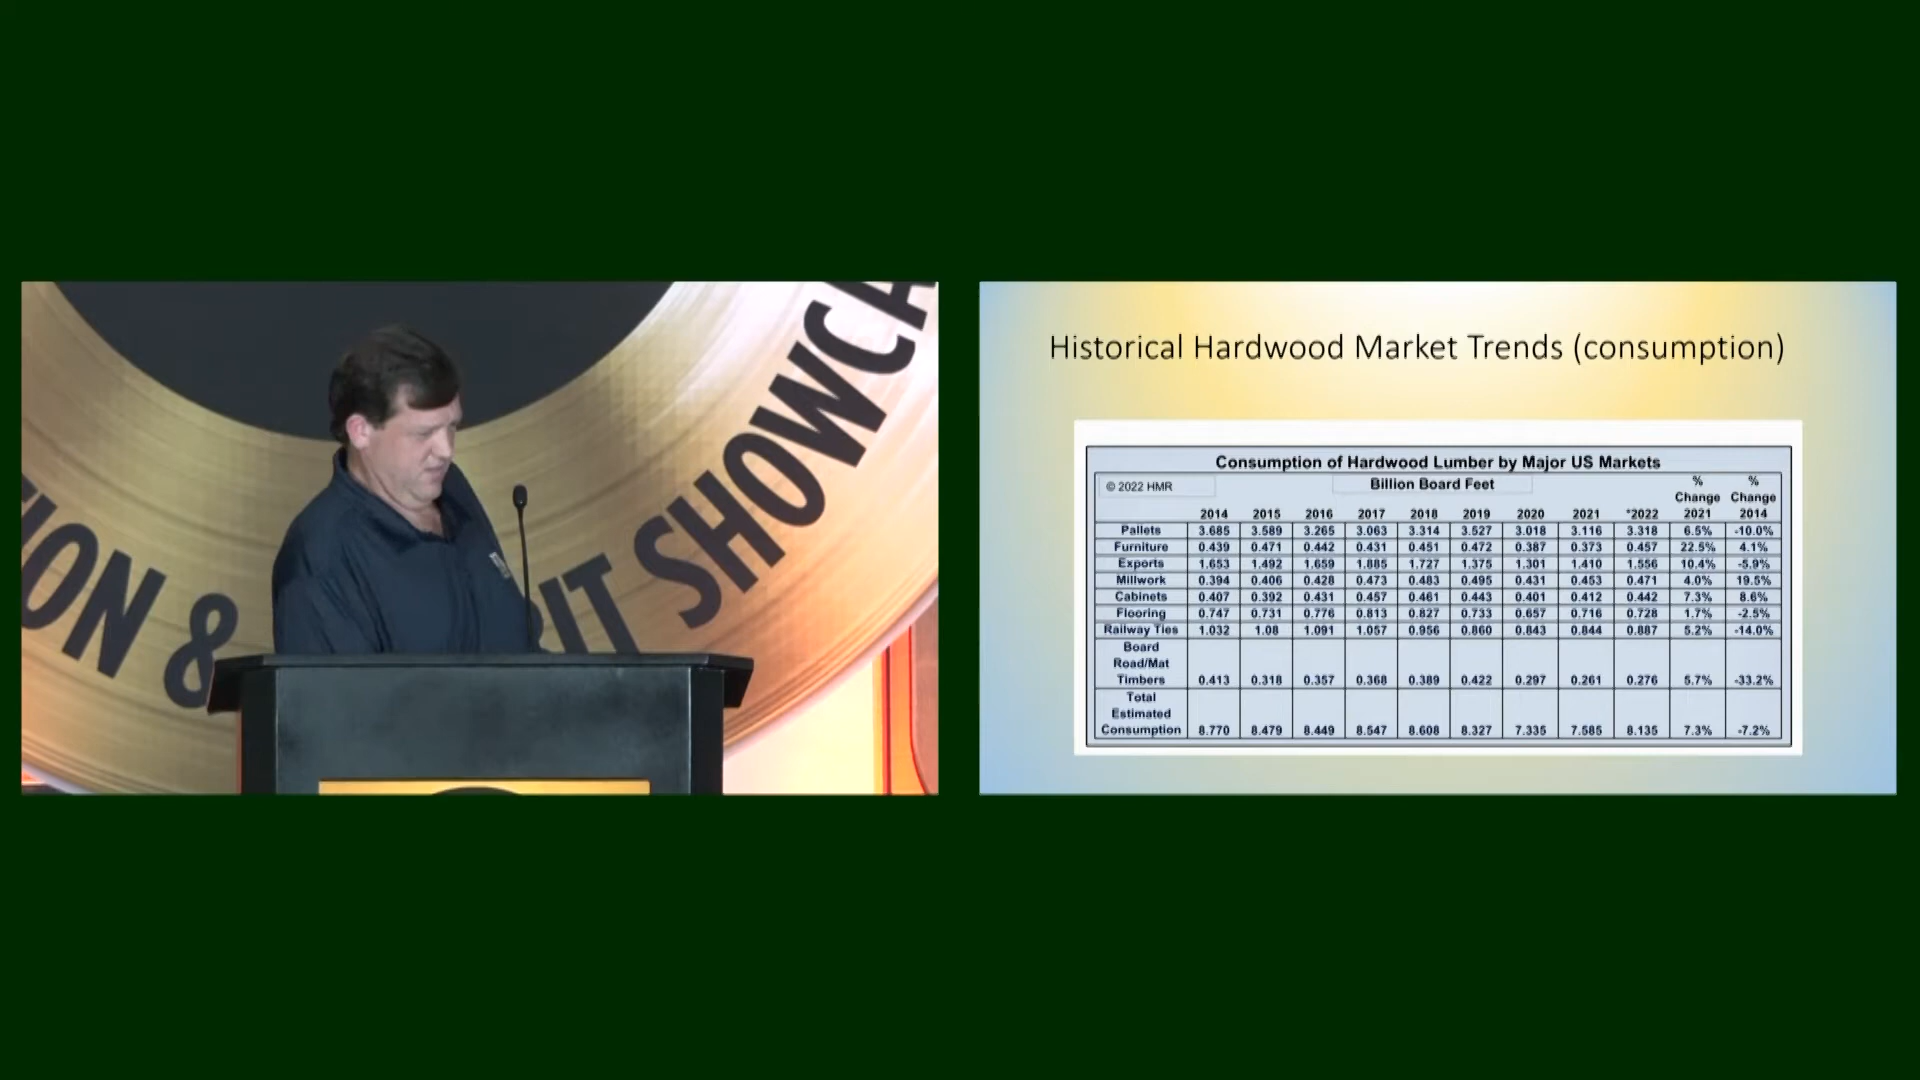 ION & 
IT SHOWCA
Historical Hardwood Market Trends (consumption)
Consumption of Hardwood Lumber by Major US Markets
© 2022 HMR Billion Board Feet % %
Change Change
2014 2015 2016 2017 2018 2019 2020 2021 *2022 2021 2014
Pallets 3.685 3.589 3.265 3.063 3.314 3.527 3.018 3.116 3.318 6.5% -10.0%
Furniture 0.439 0.471 0.442 0.431 0.451 0.472 0.387 0.373 0.457 22.5% 4.1%
Exports 1.653 1.492 1.659 1.885 1.727 1.375 1.301 1.410 1.556 10.4% -5.9%
Millwork 0.394 0.406 0.428 0.473 0.483 0.495 0.431 0.453 0.471 4.0% 19.5%
Cabinets 0.407 0.392 0.431 0.457 0.461 0.443 0.401 0.412 0.442 7.3% 8.6%
Flooring 0.747 0.731 0.776 0.813 0.827 0.733 0.657 0.716 0.728 1.7% -2.5%
Railway Ties 1.032 1.08 1.091 1.057 0.956 0.860 0.843 0.844 0.887 5.2% -14.0%
Board
Road/Mat
Timbers 0.413 0.318 0.357 0.368 0.389 0.422 0.297 0.261 0.276 5.7% -33.2%
Total
Estimated
Consumption 8.770 8.479 8.449 8.547 8.608 8.327 7.335 7.585 8.135 7.3% -7.2%